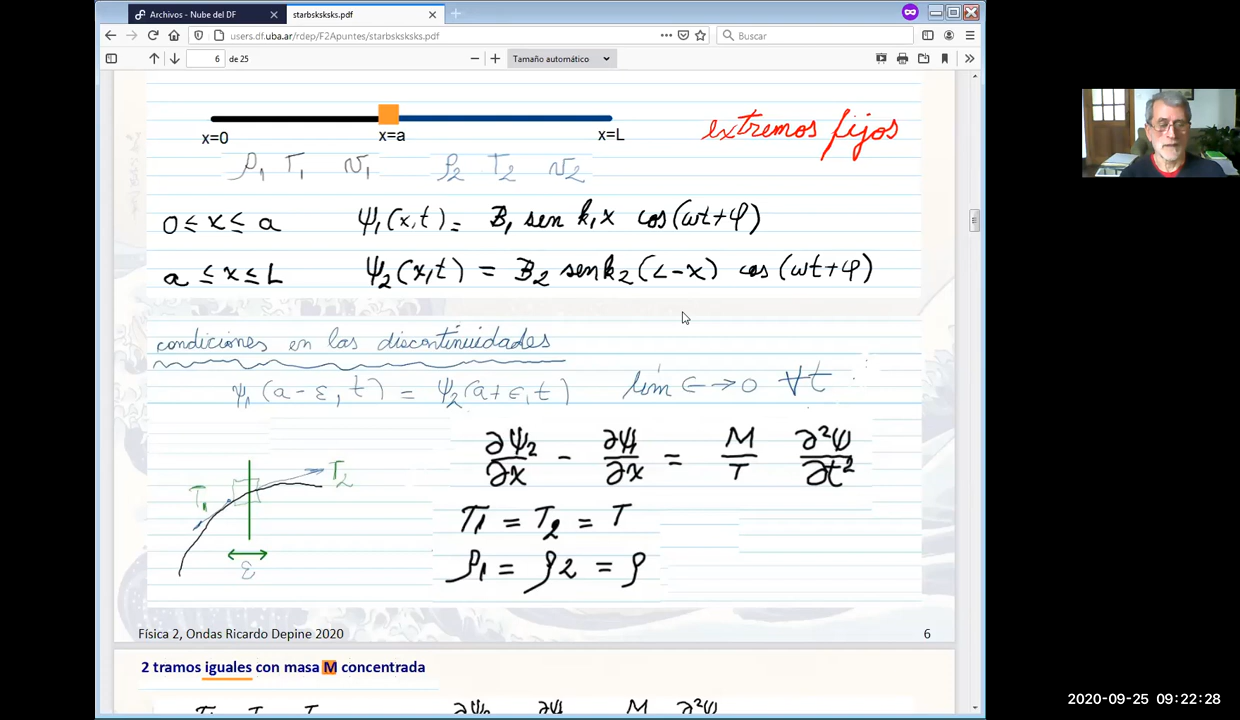 Archivos - Nube del DF
starbsksksks.pdf
users.df.uba.ar/rdep/F2Apuntes/starbsksksks.pdf
Buscar
6 de 25
Tamaño automático
x=0
x=a
x=L
extremos fijos
ρ₁ T₁ v₁ ρ₂ T₂ v₂
0 ≤ x ≤ a ψ₁(x,t) = B₁ sen k₁x cos(ωt+φ)
a ≤ x ≤ L ψ₂(x,t) = B₂ sen k₂(L-x) cos(ωt+φ)
condiciones en las discontinuidades
ψ₁(a-ε, t) = ψ₂(a+ε, t) lím ε→0 ∀t
∂ψ₂/∂x - ∂ψ₁/∂x = M/T ∂²ψ/∂t²
T₁ T₂
ε
T₁ = T₂ = T
ρ₁ = ρ₂ = ρ
Física 2, Ondas Ricardo Depine 2020
6
2 tramos iguales con masa M concentrada
2020-09-25 09:22:28